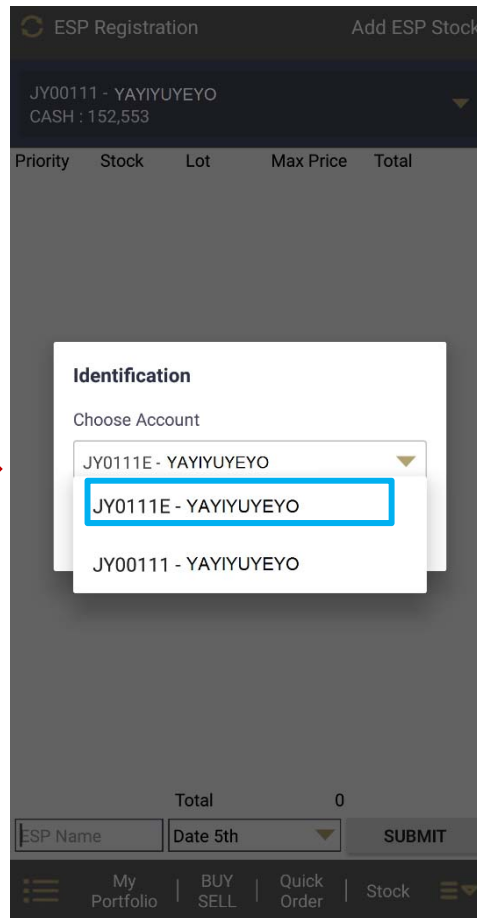 ESP Registration Add ESP Stock
JY00111 - YAYIYUYEYO
CASH : 152,553
Priority Stock Lot Max Price Total
Identification
Choose Account
JY0111E - YAYIYUYEYO
JY0111E - YAYIYUYEYO
JY00111 - YAYIYUYEYO
Total 0
ESP Name Date 5th SUBMIT
My Portfolio | BUY SELL | Quick Order | Stock